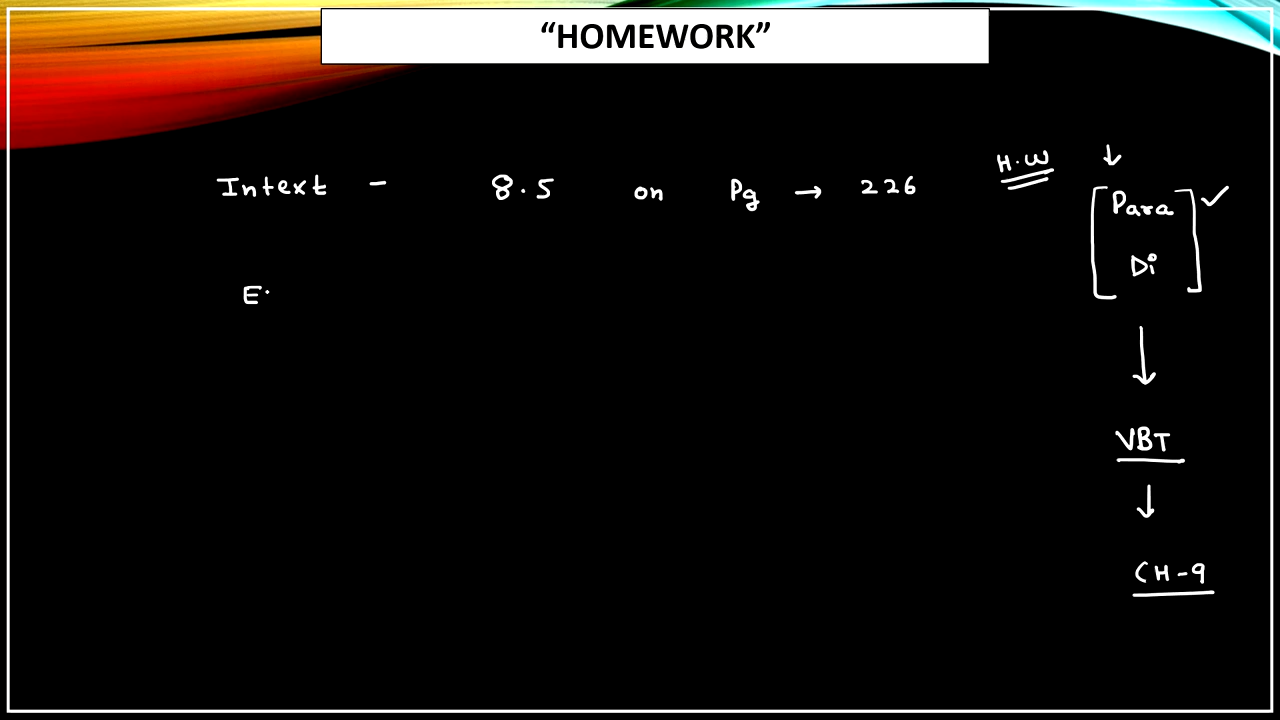 “HOMEWORK”
Intext - 8.5 on Pg → 226
H.W ↓
[Para ✓
Di]
E.
↓
VBT
↓
CH-9